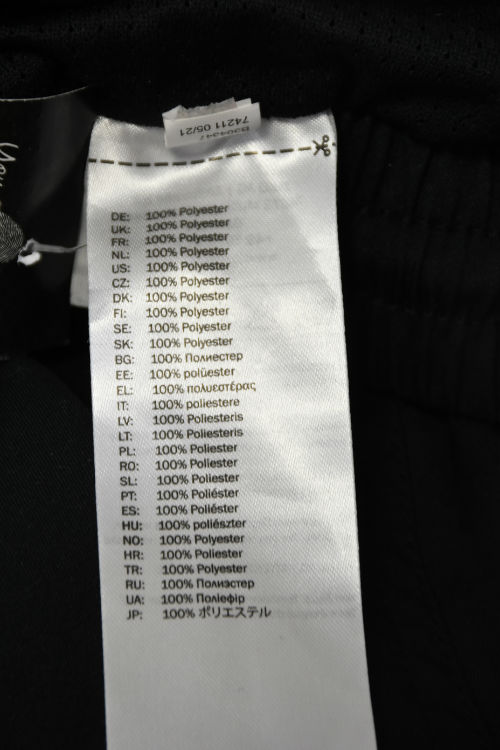 74211 05/21
DE: 100% Polyester
UK: 100% Polyester
FR: 100% Polyester
NL: 100% Polyester
US: 100% Polyester
CZ: 100% Polyester
DK: 100% Polyester
FI: 100% Polyester
SE: 100% Polyester
SK: 100% Polyester
BG: 100% Полиестер
EE: 100% polüester
EL: 100% πολυεστέρας
IT: 100% poliestere
LV: 100% Poliesteris
LT: 100% Poliesteris
PL: 100% Poliester
RO: 100% Poliester
SL: 100% Poliester
PT: 100% Poliéster
ES: 100% Poliéster
HU: 100% poliészter
NO: 100% Polyester
HR: 100% Poliester
TR: 100% Polyester
RU: 100% Полиэстер
UA: 100% Поліефір
JP: 100% ポリエステル